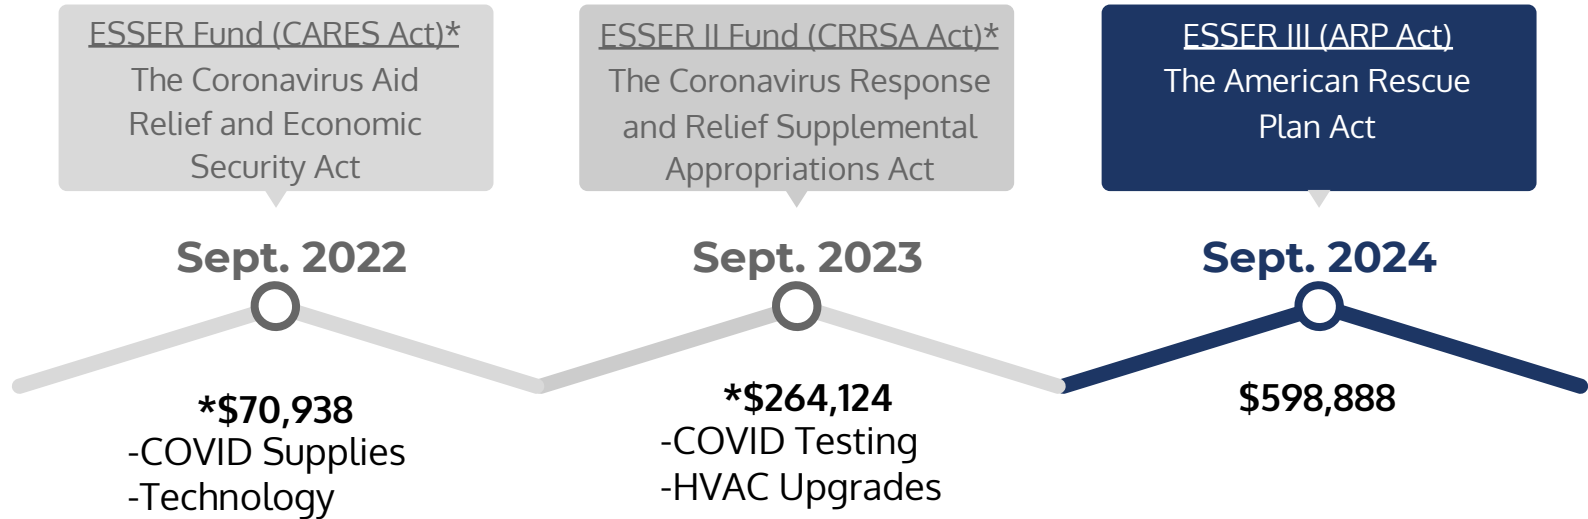 ESSER Fund (CARES Act)*
The Coronavirus Aid
Relief and Economic
Security Act
Sept. 2022
*$70,938
-COVID Supplies
-Technology
ESSER II Fund (CRRSA Act)*
The Coronavirus Response
and Relief Supplemental
Appropriations Act
Sept. 2023
*$264,124
-COVID Testing
-HVAC Upgrades
ESSER III (ARP Act)
The American Rescue
Plan Act
Sept. 2024
$598,888